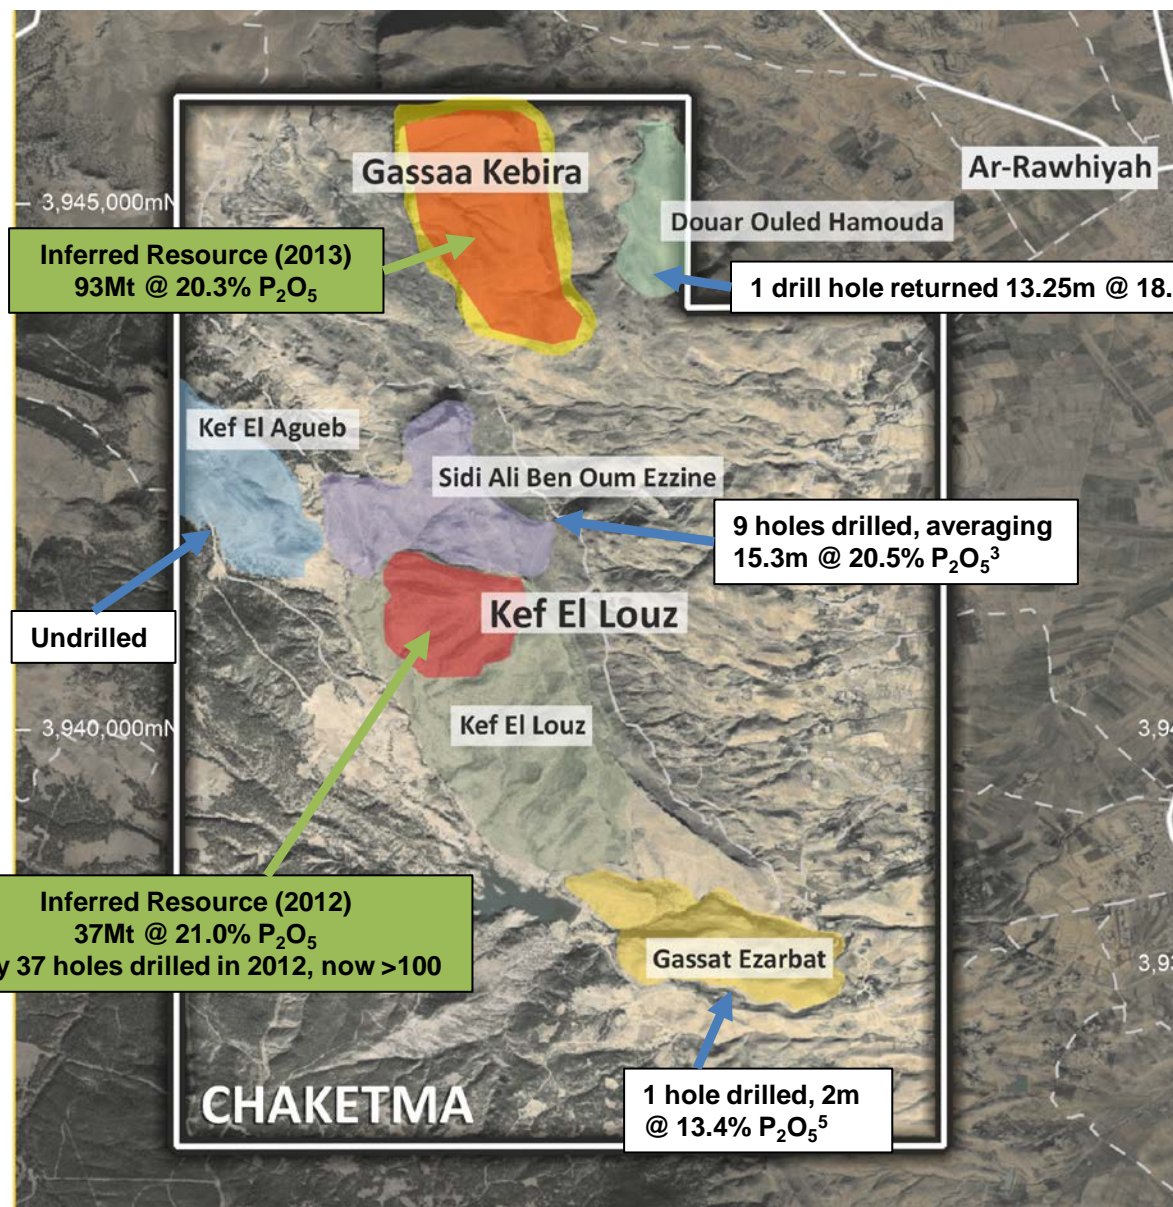 Gassaa Kebira
Ar-Rawhiyah
3,945,000mN
Douar Ouled Hamouda
Inferred Resource (2013)
93Mt @ 20.3% P₂O₅
1 drill hole returned 13.25m @ 18.
Kef El Agueb
Sidi Ali Ben Oum Ezzine
9 holes drilled, averaging
15.3m @ 20.5% P₂O₅³
Undrilled
Kef El Louz
Kef El Louz
3,940,000mN
3,94
Inferred Resource (2012)
37Mt @ 21.0% P₂O₅
y 37 holes drilled in 2012, now >100
Gassat Ezarbat
3,93
1 hole drilled, 2m
@ 13.4% P₂O₅⁵
CHAKETMA